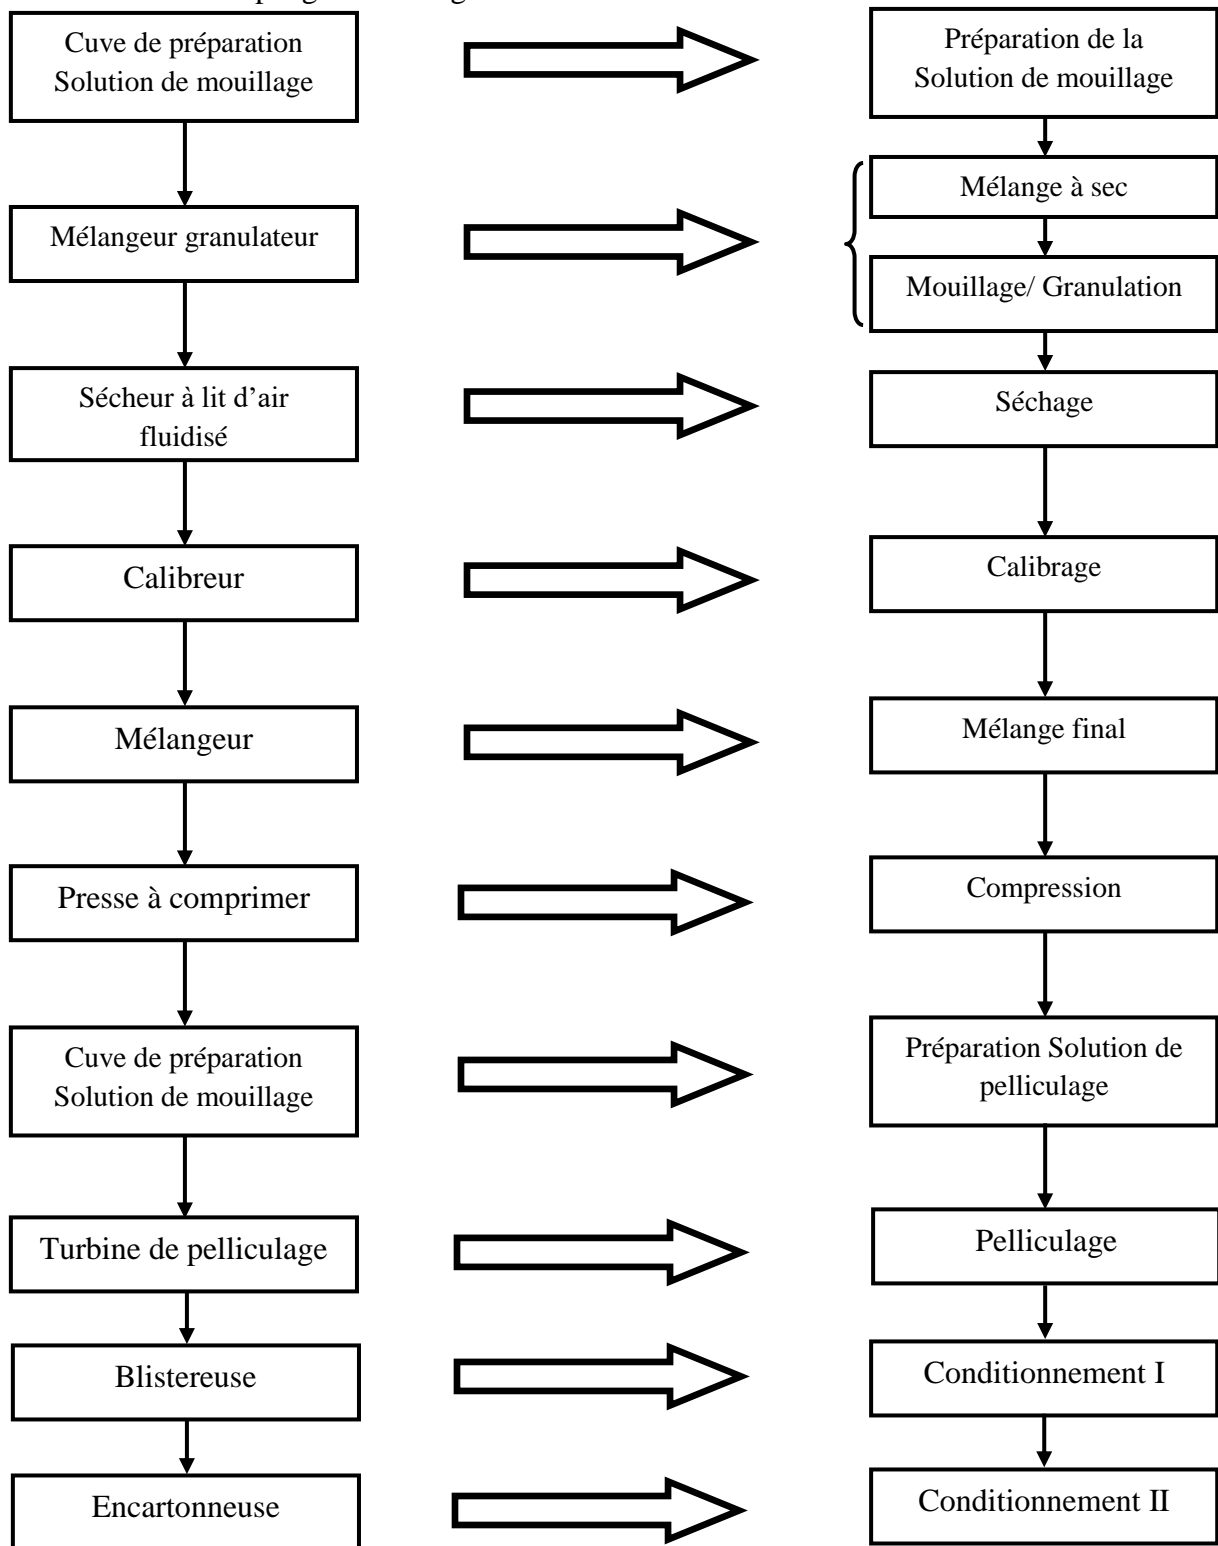 Cuve de préparation
Solution de mouillage
Préparation de la
Solution de mouillage
Mélangeur granulateur
Mélange à sec
Mouillage/ Granulation
Sécheur à lit d’air
fluidisé
Séchage
Calibreur
Calibrage
Mélangeur
Mélange final
Presse à comprimer
Compression
Cuve de préparation
Solution de mouillage
Préparation Solution de
pelliculage
Turbine de pelliculage
Pelliculage
Blistereuse
Conditionnement I
Encartonneuse
Conditionnement II